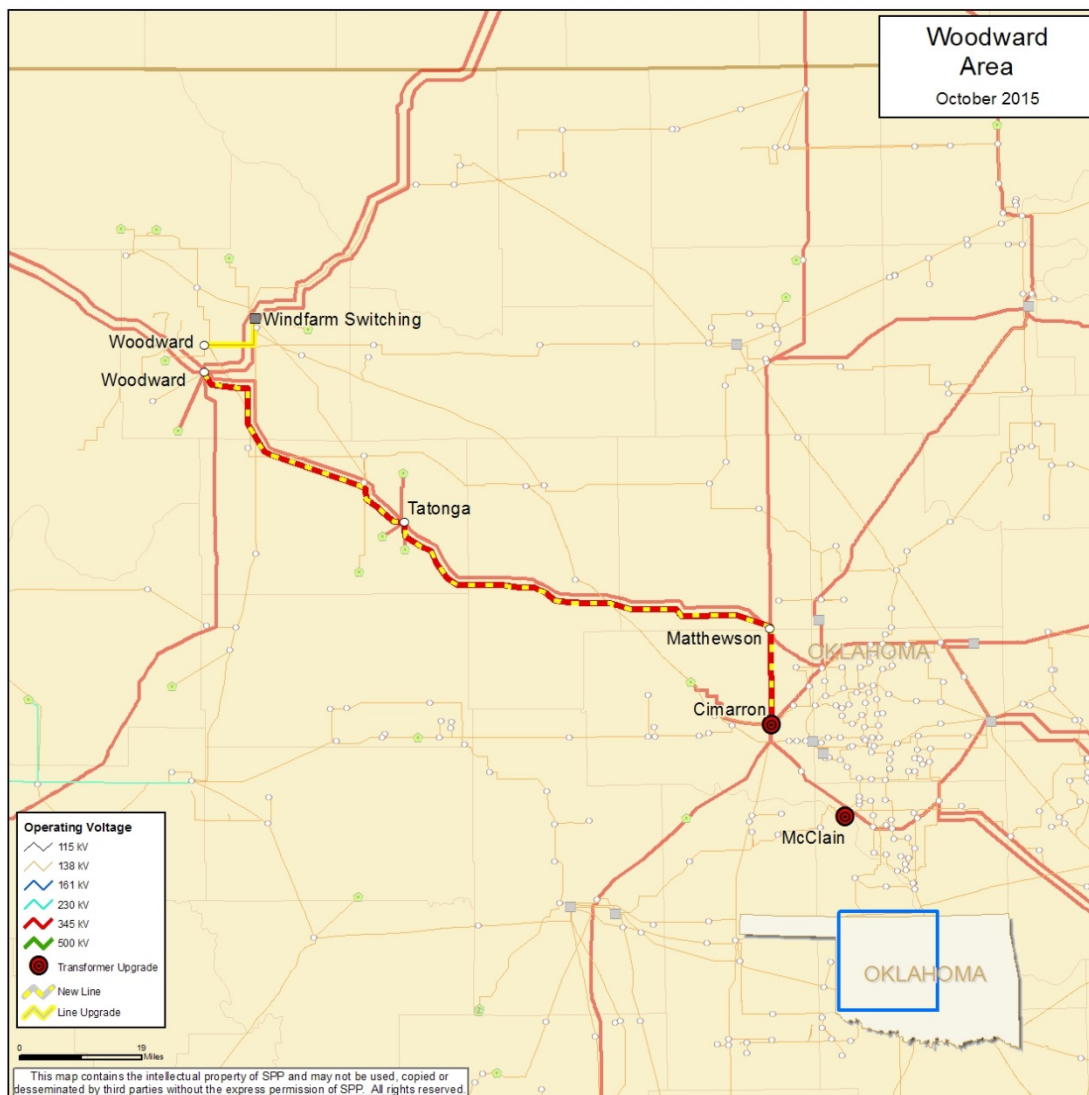 Woodward
Area
October 2015
Windfarm Switching
Woodward
Woodward
Tatonga
Matthewson
OKLAHOMA
Cimarron
McClain
Operating Voltage
115 kV
138 kV
161 kV
230 kV
345 kV
500 kV
Transformer Upgrade
New Line
Line Upgrade
OKLAHOMA
0 19
Miles
This map contains the intellectual property of SPP and may not be used, copied or
desseminated by third parties without the express permission of SPP. All rights reserved.